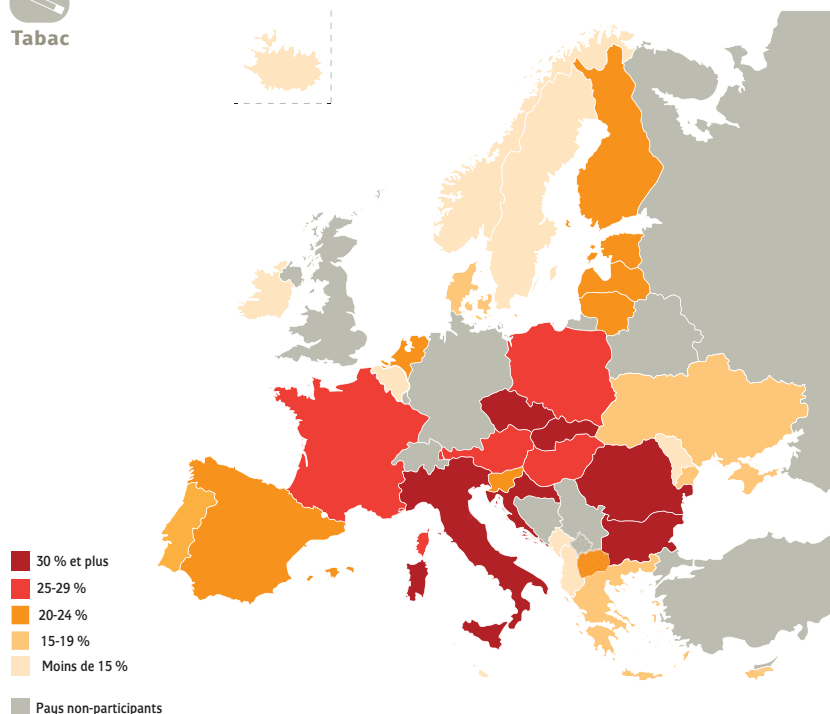 Tabac
30 % et plus
25-29 %
20-24 %
15-19 %
Moins de 15 %
Pays non-participants